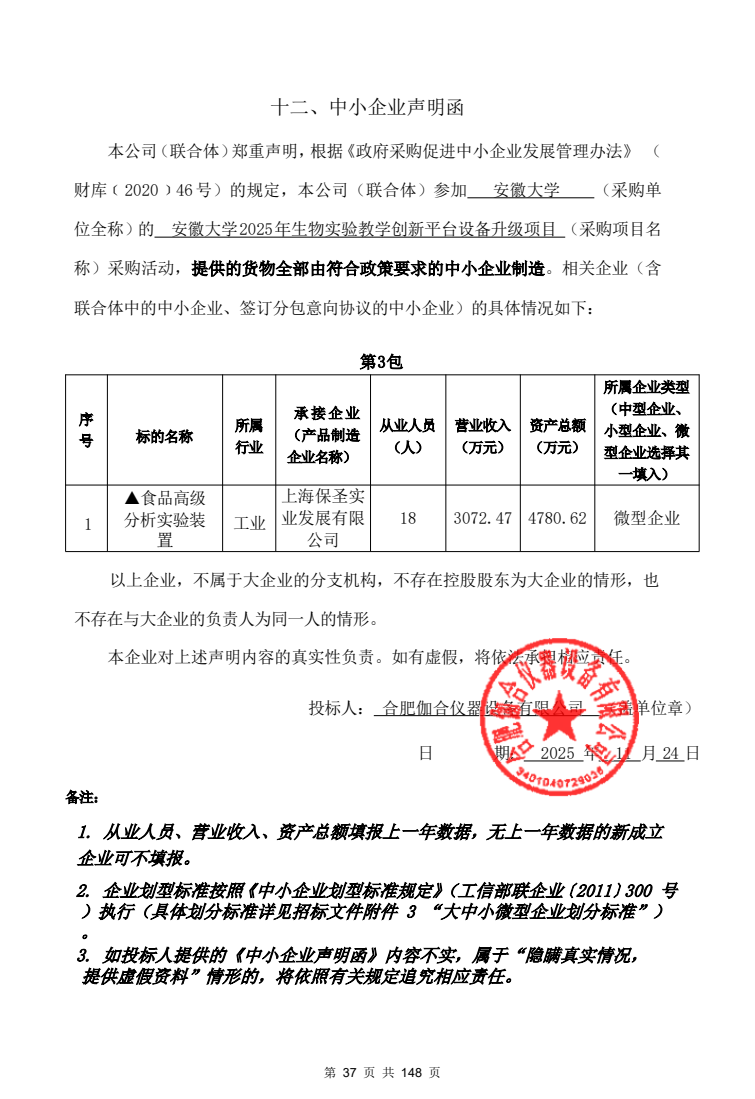 十二、中小企业声明函
本公司（联合体）郑重声明，根据《政府采购促进中小企业发展管理办法》（
财库﹝2020﹞46号）的规定，本公司（联合体）参加 安徽大学 （采购单
位全称）的 安徽大学2025年生物实验教学创新平台设备升级项目 （采购项目名
称）采购活动，提供的货物全部由符合政策要求的中小企业制造。相关企业（含
联合体中的中小企业、签订分包意向协议的中小企业）的具体情况如下：
第3包
序号 标的名称 所属行业 承接企业（产品制造企业名称） 从业人员（人） 营业收入（万元） 资产总额（万元） 所属企业类型（中型企业、小型企业、微型企业选择其一填入）
1 ▲食品高级分析实验装置 工业 上海保圣实业发展有限公司 18 3072.47 4780.62 微型企业
以上企业，不属于大企业的分支机构，不存在控股股东为大企业的情形，也
不存在与大企业的负责人为同一人的情形。
本企业对上述声明内容的真实性负责。如有虚假，将依法承担相应责任。
投标人： 合肥伽合仪器设备有限公司 （盖单位章）
日 期： 2025 年 11 月 24 日
合肥伽合仪器设备有限公司
备注：
1. 从业人员、营业收入、资产总额填报上一年数据，无上一年数据的新成立
企业可不填报。
2. 企业划型标准按照《中小企业划型标准规定》（工信部联企业〔2011〕300 号
）执行（具体划分标准详见招标文件附件 3 “大中小微型企业划分标准”）
。
3. 如投标人提供的《中小企业声明函》内容不实，属于“隐瞒真实情况，
提供虚假资料”情形的，将依照有关规定追究相应责任。
第 37 页 共 148 页